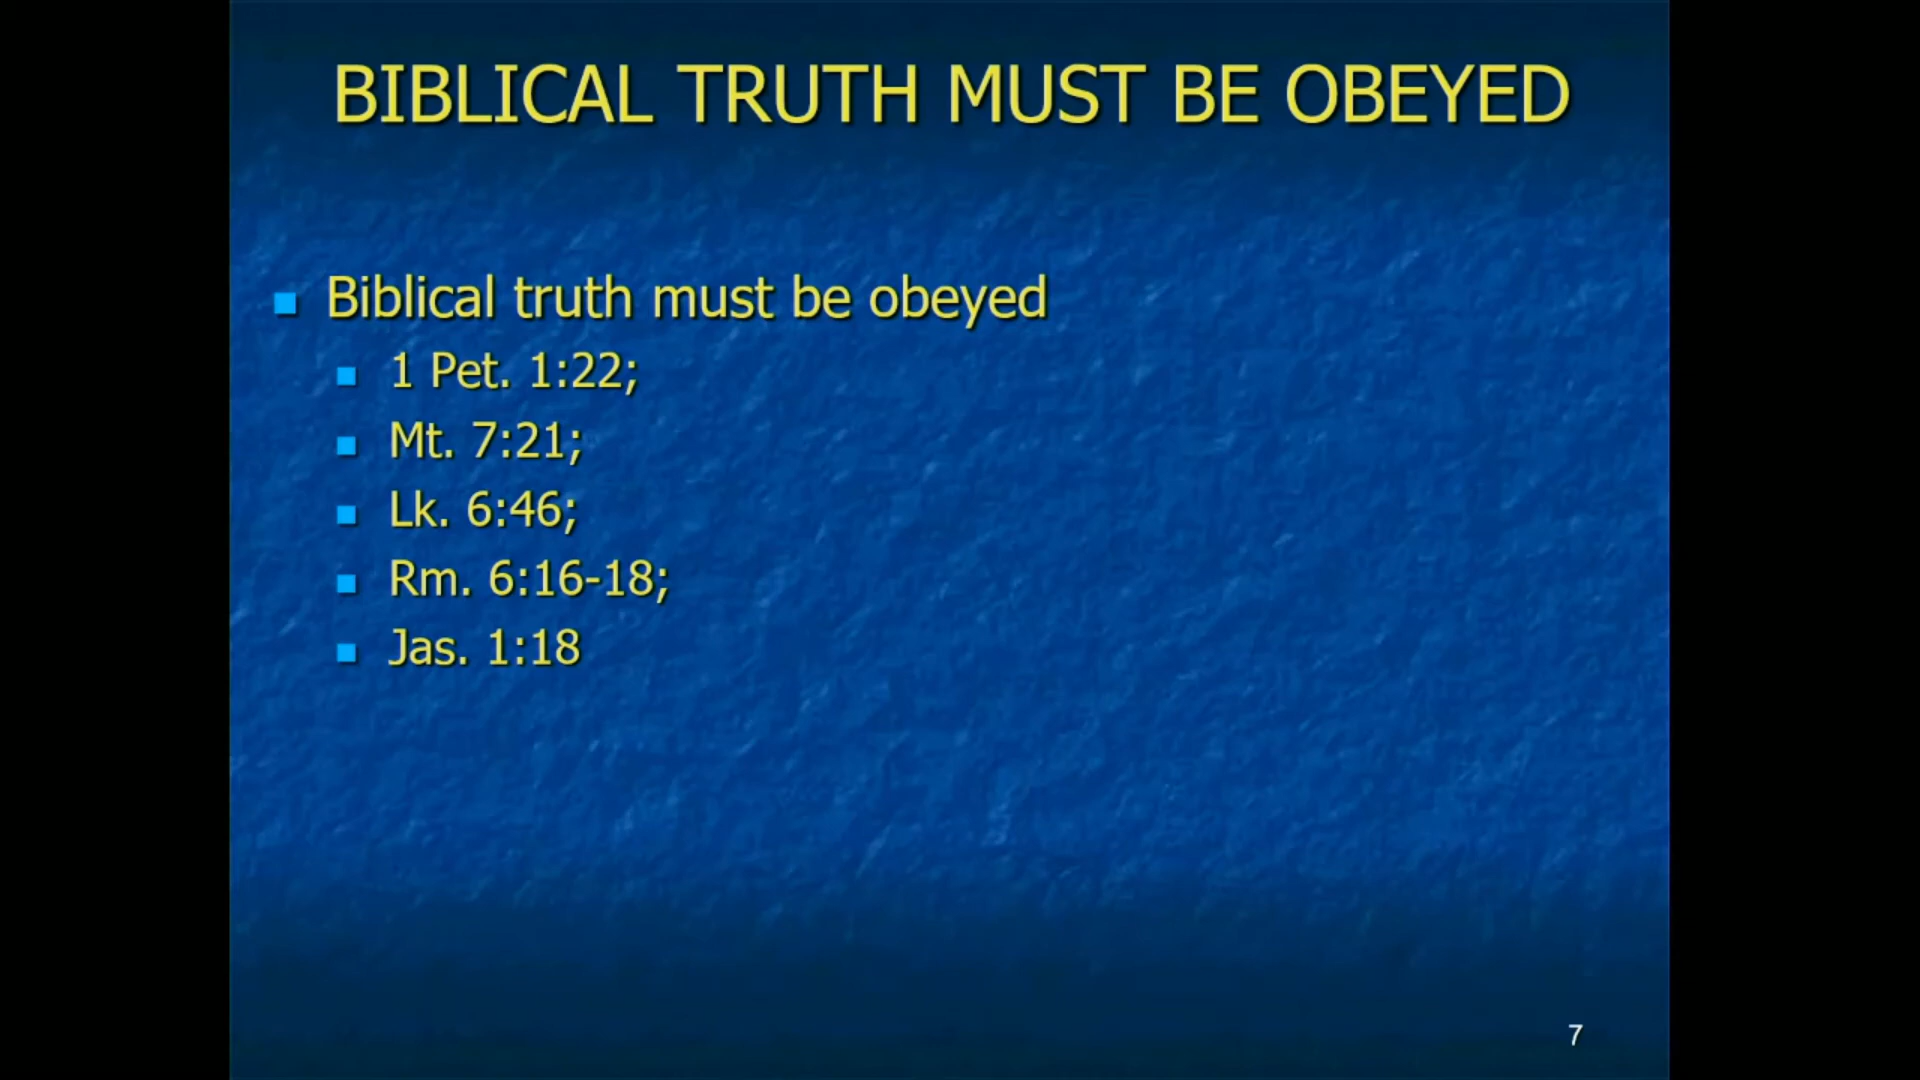 BIBLICAL TRUTH MUST BE OBEYED
Biblical truth must be obeyed
1 Pet. 1:22;
Mt. 7:21;
Lk. 6:46;
Rm. 6:16-18;
Jas. 1:18
7